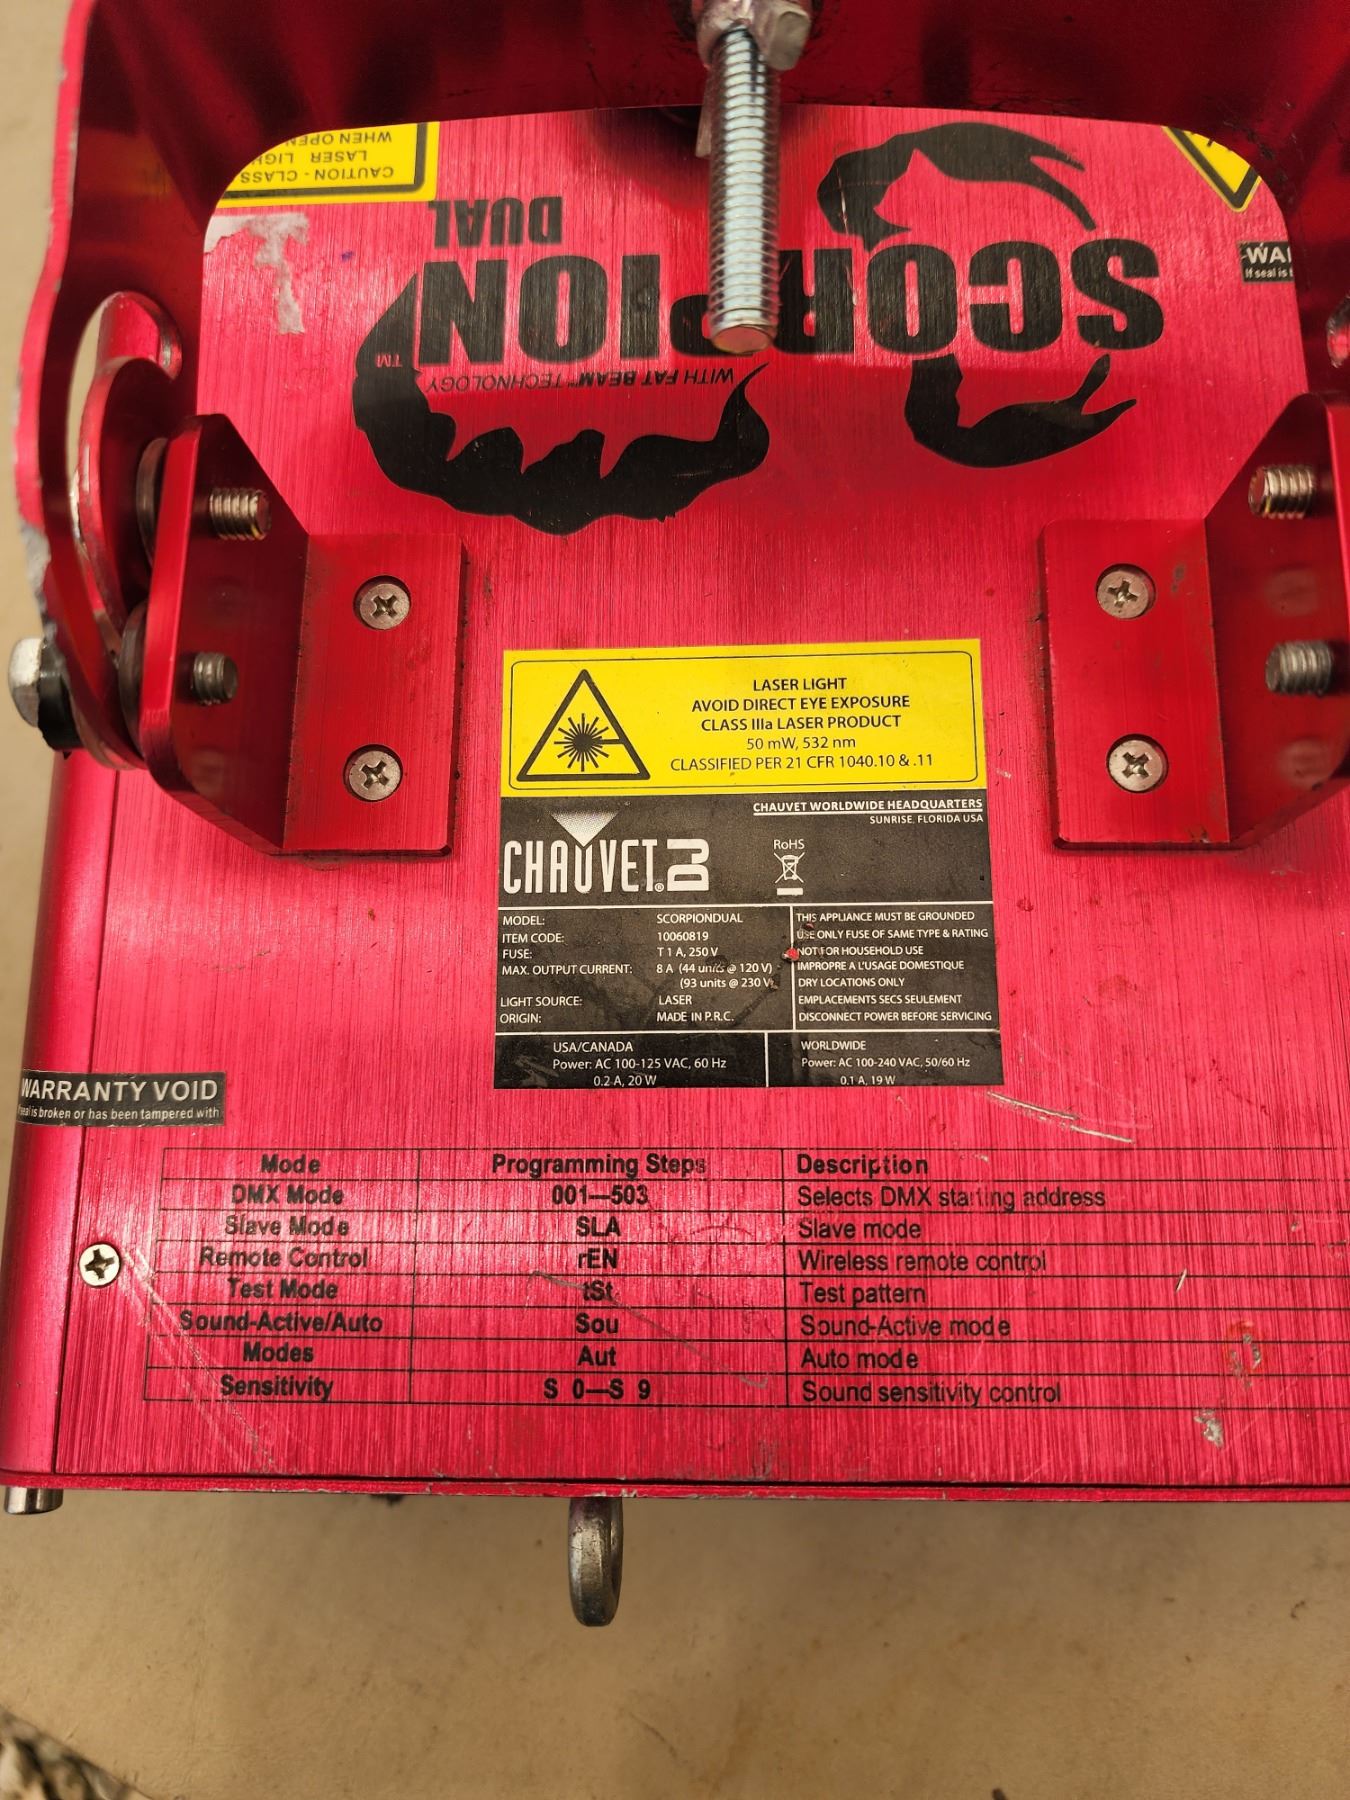 WHEN OPEN
LASER LIGH
CAUTION - CLASS
DUAL
SCORPION
TM
WITH FAT BEAM™ TECHNOLOGY
If seal is
LASER LIGHT
AVOID DIRECT EYE EXPOSURE
CLASS IIIa LASER PRODUCT
50 mW, 532 nm
CLASSIFIED PER 21 CFR 1040.10 & .11
CHAUVET WORLDWIDE HEADQUARTERS
SUNRISE, FLORIDA USA
CHAUVET® DJ
RoHS
MODEL: SCORPIONDUAL
ITEM CODE: 10060819
FUSE: T 1 A, 250 V
MAX. OUTPUT CURRENT: 8 A (44 units @ 120 V)
(93 units @ 230 V)
LIGHT SOURCE: LASER
ORIGIN: MADE IN P.R.C.
THIS APPLIANCE MUST BE GROUNDED
USE ONLY FUSE OF SAME TYPE & RATING
NOT FOR HOUSEHOLD USE
IMPROPRE A L'USAGE DOMESTIQUE
DRY LOCATIONS ONLY
EMPLACEMENTS SECS SEULEMENT
DISCONNECT POWER BEFORE SERVICING
USA/CANADA
Power: AC 100-125 VAC, 60 Hz
0.2 A, 20 W
WORLDWIDE
Power: AC 100-240 VAC, 50/60 Hz
0.1 A, 19 W
WARRANTY VOID
seal is broken or has been tampered with
Mode Programming Steps Description
DMX Mode 001—503 Selects DMX starting address
Slave Mode SLA Slave mode
Remote Control rEN Wireless remote control
Test Mode tSt Test pattern
Sound-Active/Auto Sou Sound-Active mode
Modes Aut Auto mode
Sensitivity S 0—S 9 Sound sensitivity control